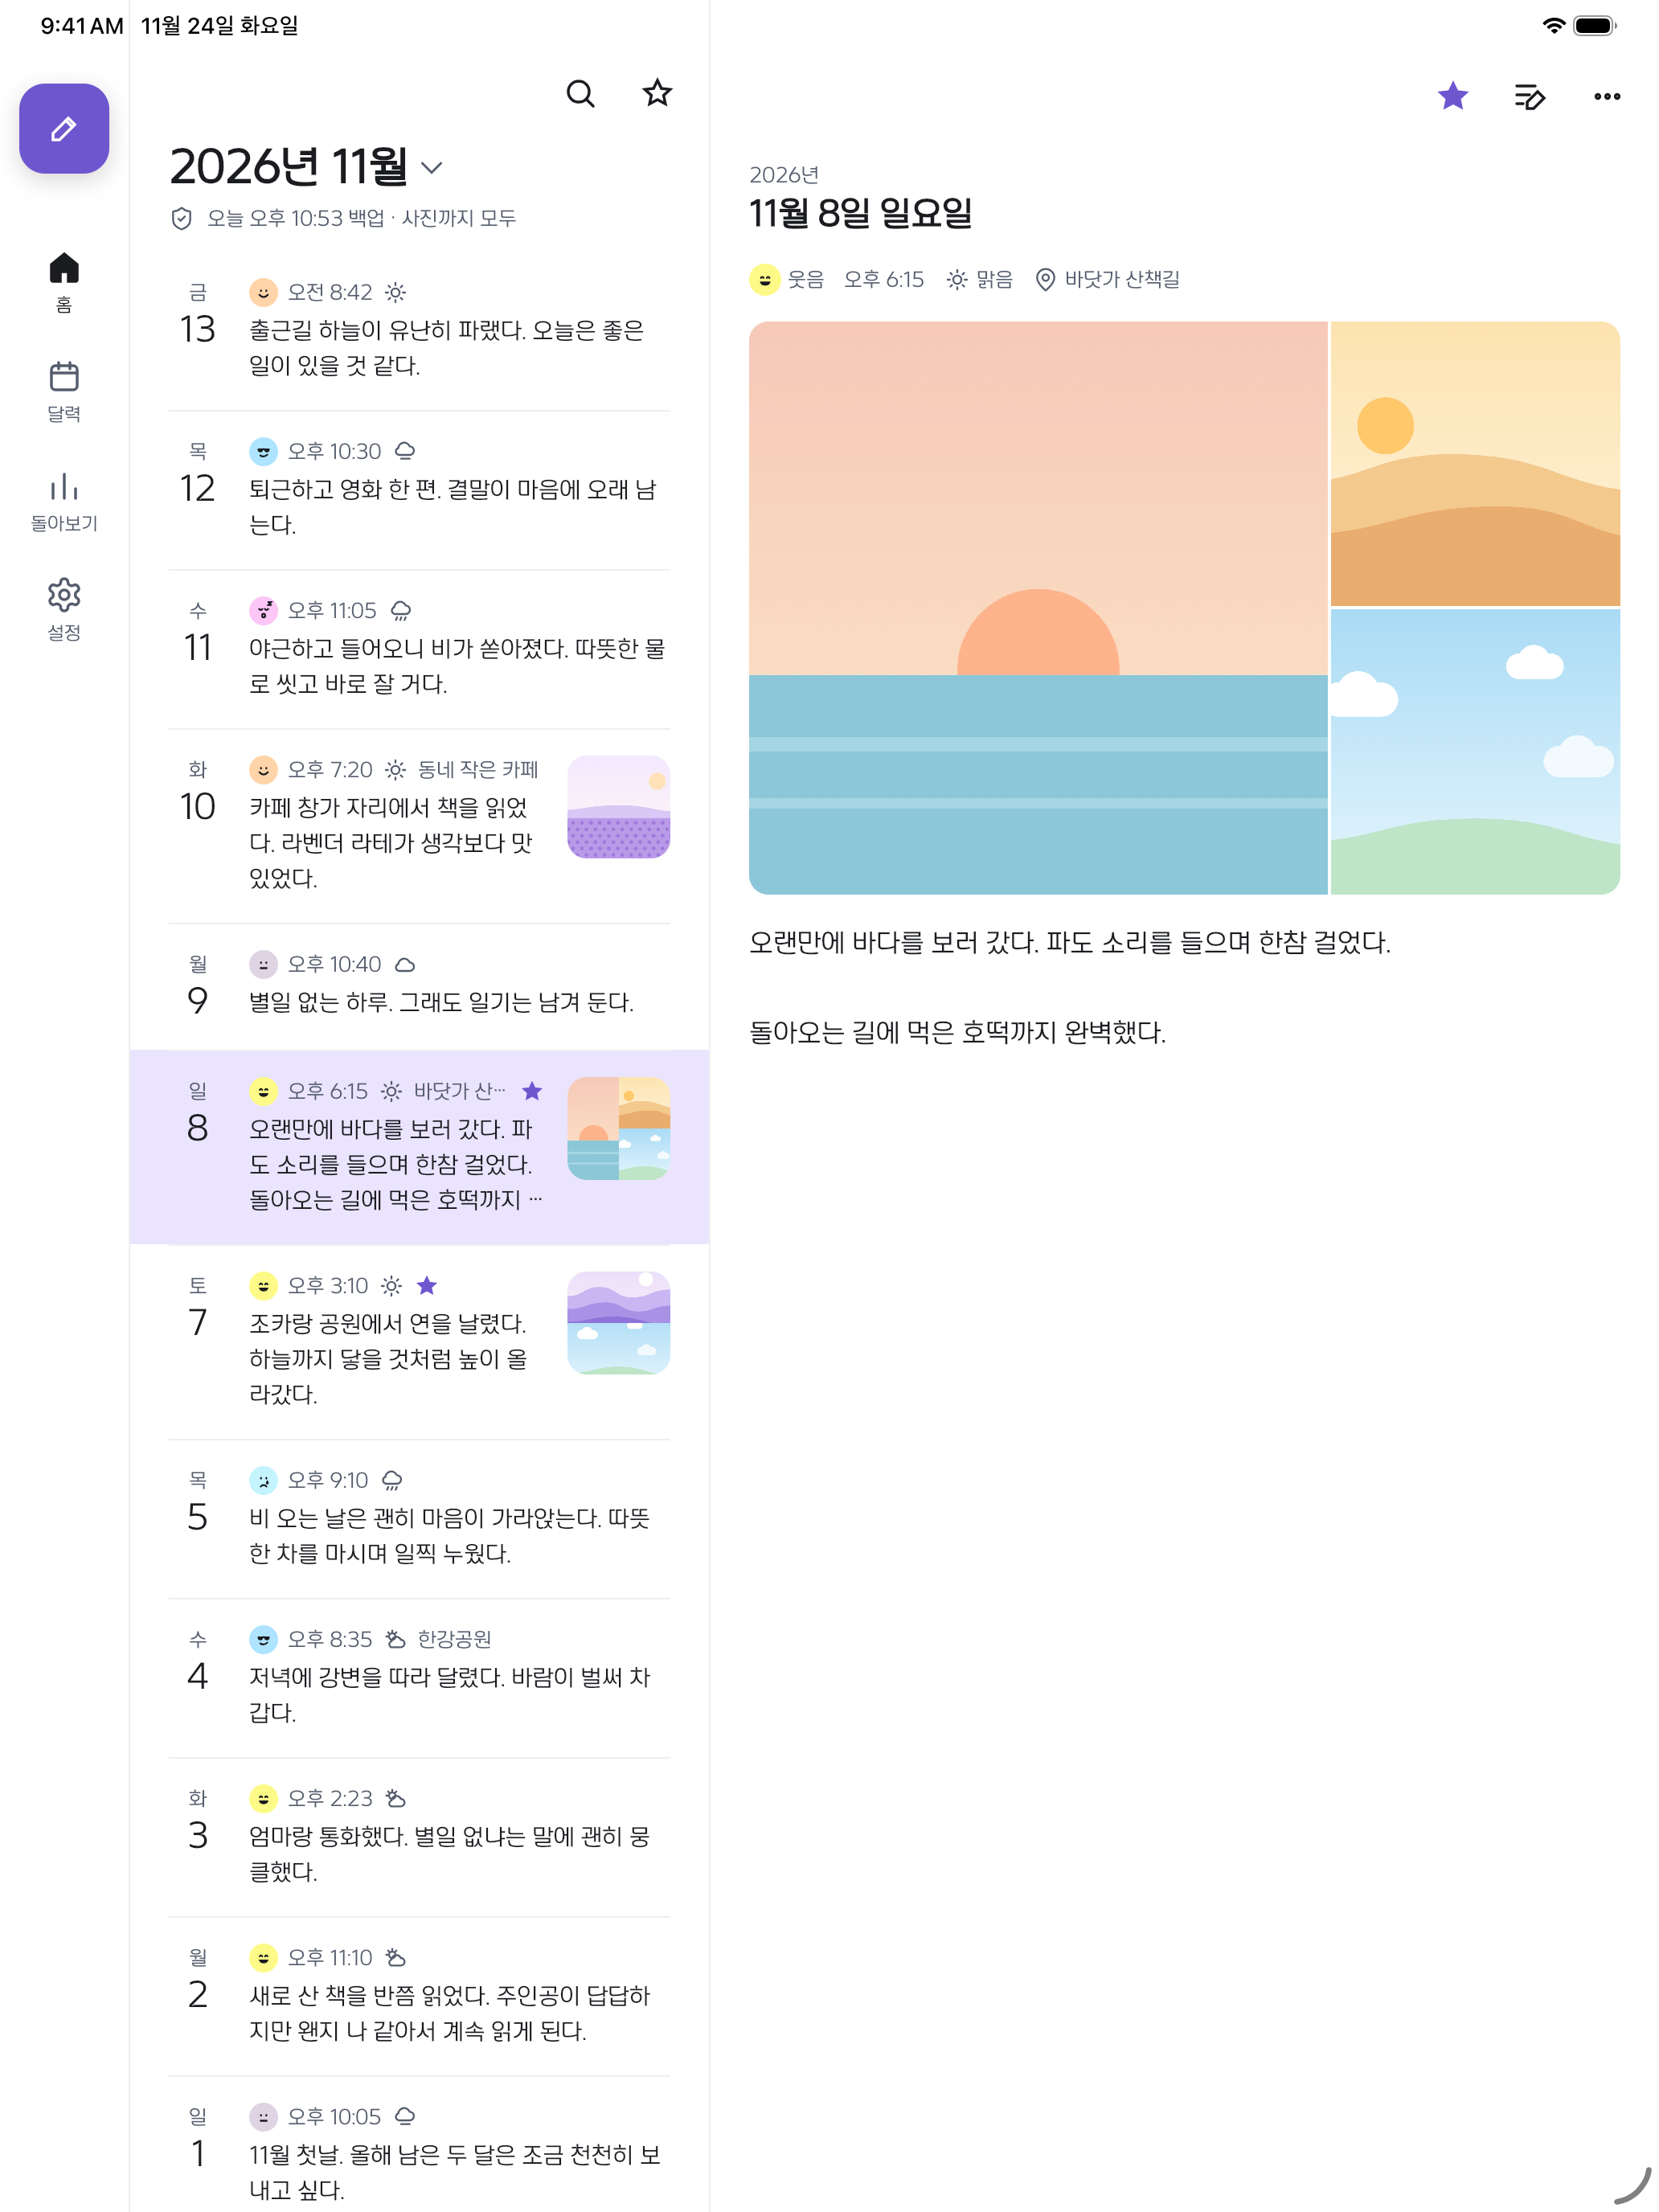 9:41 AM 11월 24일 화요일
홈
달력
돌아보기
설정
2026년 11월
오늘 오후 10:53 백업 · 사진까지 모두
금
13
오전 8:42
출근길 하늘이 유난히 파랬다. 오늘은 좋은
일이 있을 것 같다.
목
12
오후 10:30
퇴근하고 영화 한 편. 결말이 마음에 오래 남
는다.
수
11
오후 11:05
야근하고 들어오니 비가 쏟아졌다. 따뜻한 물
로 씻고 바로 잘 거다.
화
10
오후 7:20 동네 작은 카페
카페 창가 자리에서 책을 읽었
다. 라벤더 라테가 생각보다 맛
있었다.
월
9
오후 10:40
별일 없는 하루. 그래도 일기는 남겨 둔다.
일
8
오후 6:15 바닷가 산…
오랜만에 바다를 보러 갔다. 파
도 소리를 들으며 한참 걸었다.
돌아오는 길에 먹은 호떡까지 …
토
7
오후 3:10
조카랑 공원에서 연을 날렸다.
하늘까지 닿을 것처럼 높이 올
라갔다.
목
5
오후 9:10
비 오는 날은 괜히 마음이 가라앉는다. 따뜻
한 차를 마시며 일찍 누웠다.
수
4
오후 8:35 한강공원
저녁에 강변을 따라 달렸다. 바람이 벌써 차
갑다.
화
3
오후 2:23
엄마랑 통화했다. 별일 없냐는 말에 괜히 뭉
클했다.
월
2
오후 11:10
새로 산 책을 반쯤 읽었다. 주인공이 답답하
지만 왠지 나 같아서 계속 읽게 된다.
일
1
오후 10:05
11월 첫날. 올해 남은 두 달은 조금 천천히 보
내고 싶다.
2026년
11월 8일 일요일
웃음 오후 6:15 맑음 바닷가 산책길
오랜만에 바다를 보러 갔다. 파도 소리를 들으며 한참 걸었다.
돌아오는 길에 먹은 호떡까지 완벽했다.